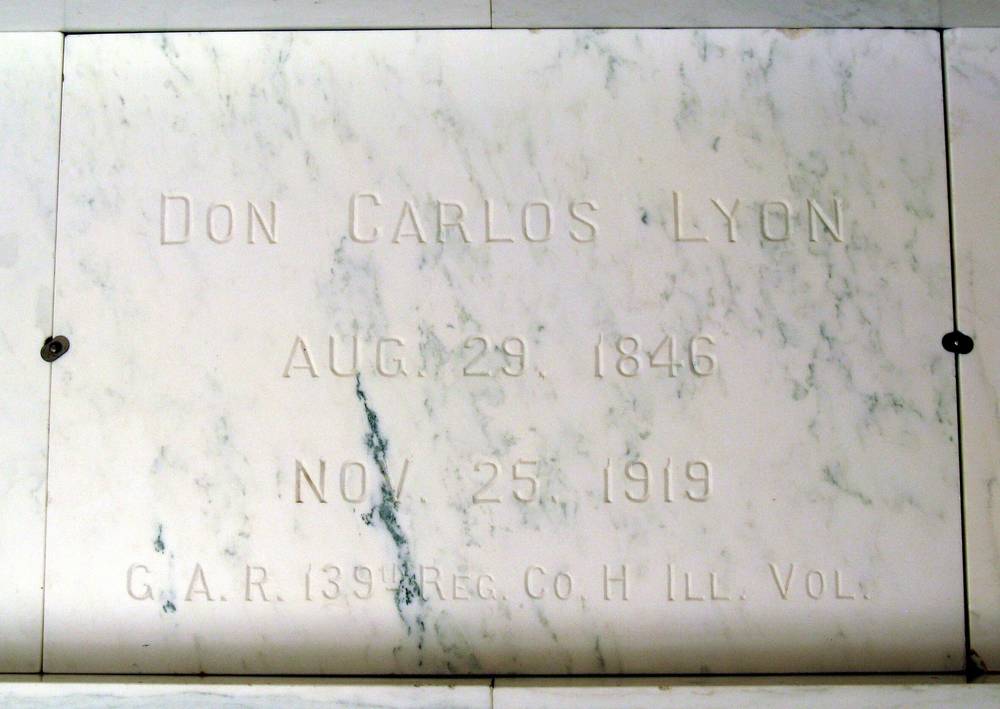 DON CARLOS LYON
AUG. 29. 1846
NOV. 25. 1919
G. A. R. 139TH REG. CO. H ILL. VOL.